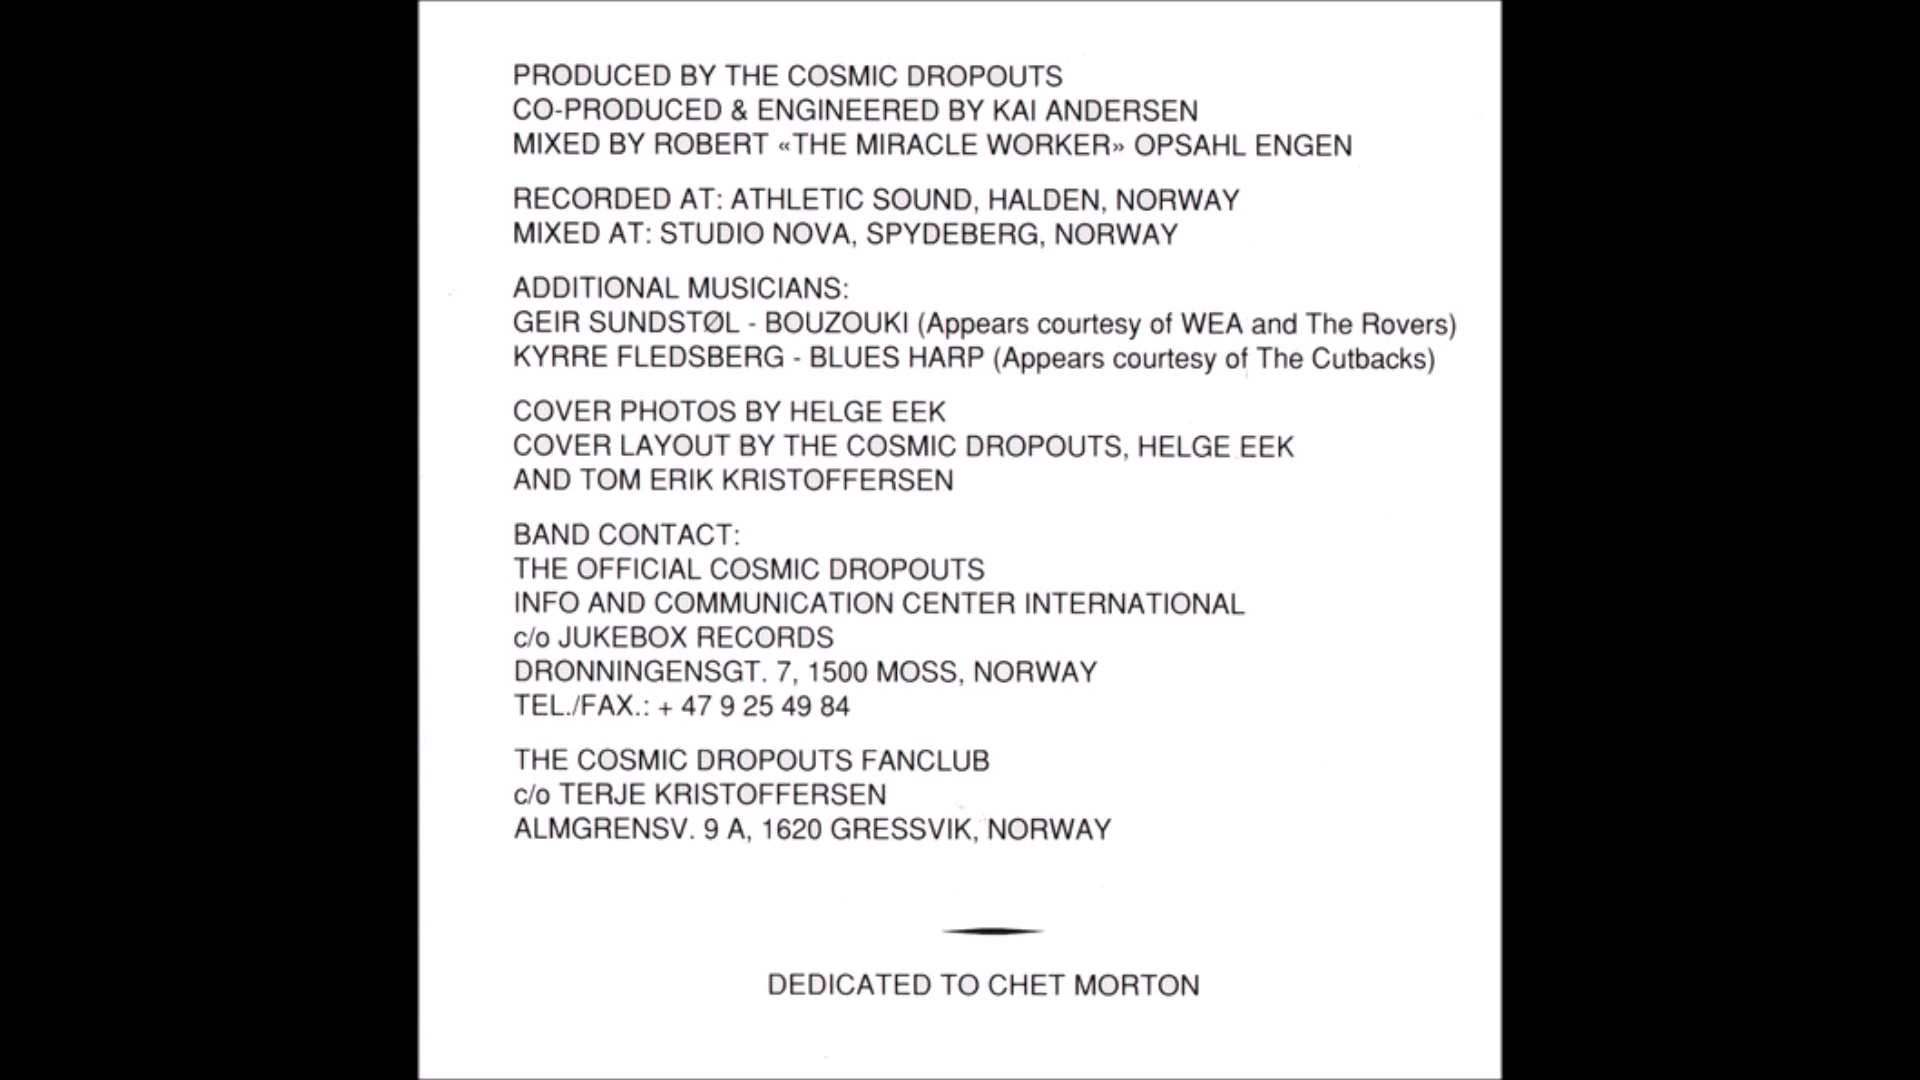 PRODUCED BY THE COSMIC DROPOUTS
CO-PRODUCED & ENGINEERED BY KAI ANDERSEN
MIXED BY ROBERT «THE MIRACLE WORKER» OPSAHL ENGEN
RECORDED AT: ATHLETIC SOUND, HALDEN, NORWAY
MIXED AT: STUDIO NOVA, SPYDEBERG, NORWAY
ADDITIONAL MUSICIANS:
GEIR SUNDSTØL - BOUZOUKI (Appears courtesy of WEA and The Rovers)
KYRRE FLEDSBERG - BLUES HARP (Appears courtesy of The Cutbacks)
COVER PHOTOS BY HELGE EEK
COVER LAYOUT BY THE COSMIC DROPOUTS, HELGE EEK
AND TOM ERIK KRISTOFFERSEN
BAND CONTACT:
THE OFFICIAL COSMIC DROPOUTS
INFO AND COMMUNICATION CENTER INTERNATIONAL
c/o JUKEBOX RECORDS
DRONNINGENSGT. 7, 1500 MOSS, NORWAY
TEL./FAX.: + 47 9 25 49 84
THE COSMIC DROPOUTS FANCLUB
c/o TERJE KRISTOFFERSEN
ALMGRENSV. 9 A, 1620 GRESSVIK, NORWAY
DEDICATED TO CHET MORTON